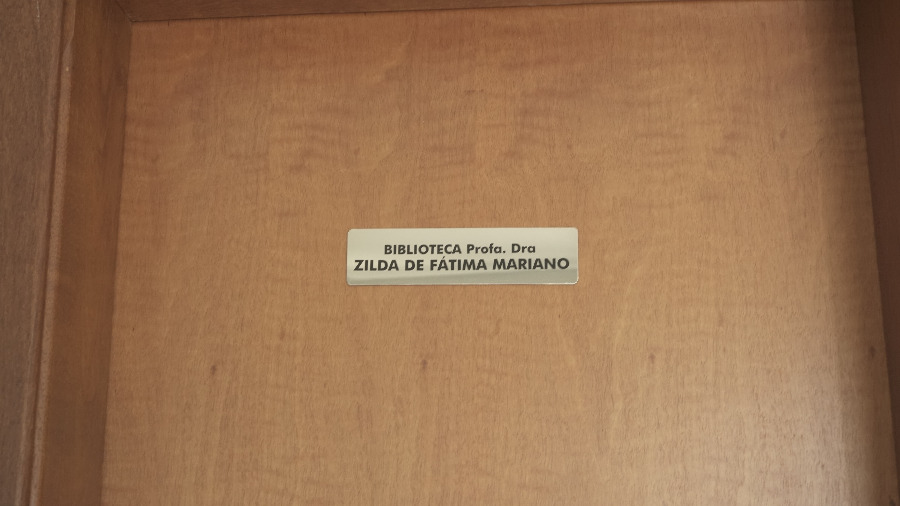 BIBLIOTECA Profa. Dra
ZILDA DE FÁTIMA MARIANO